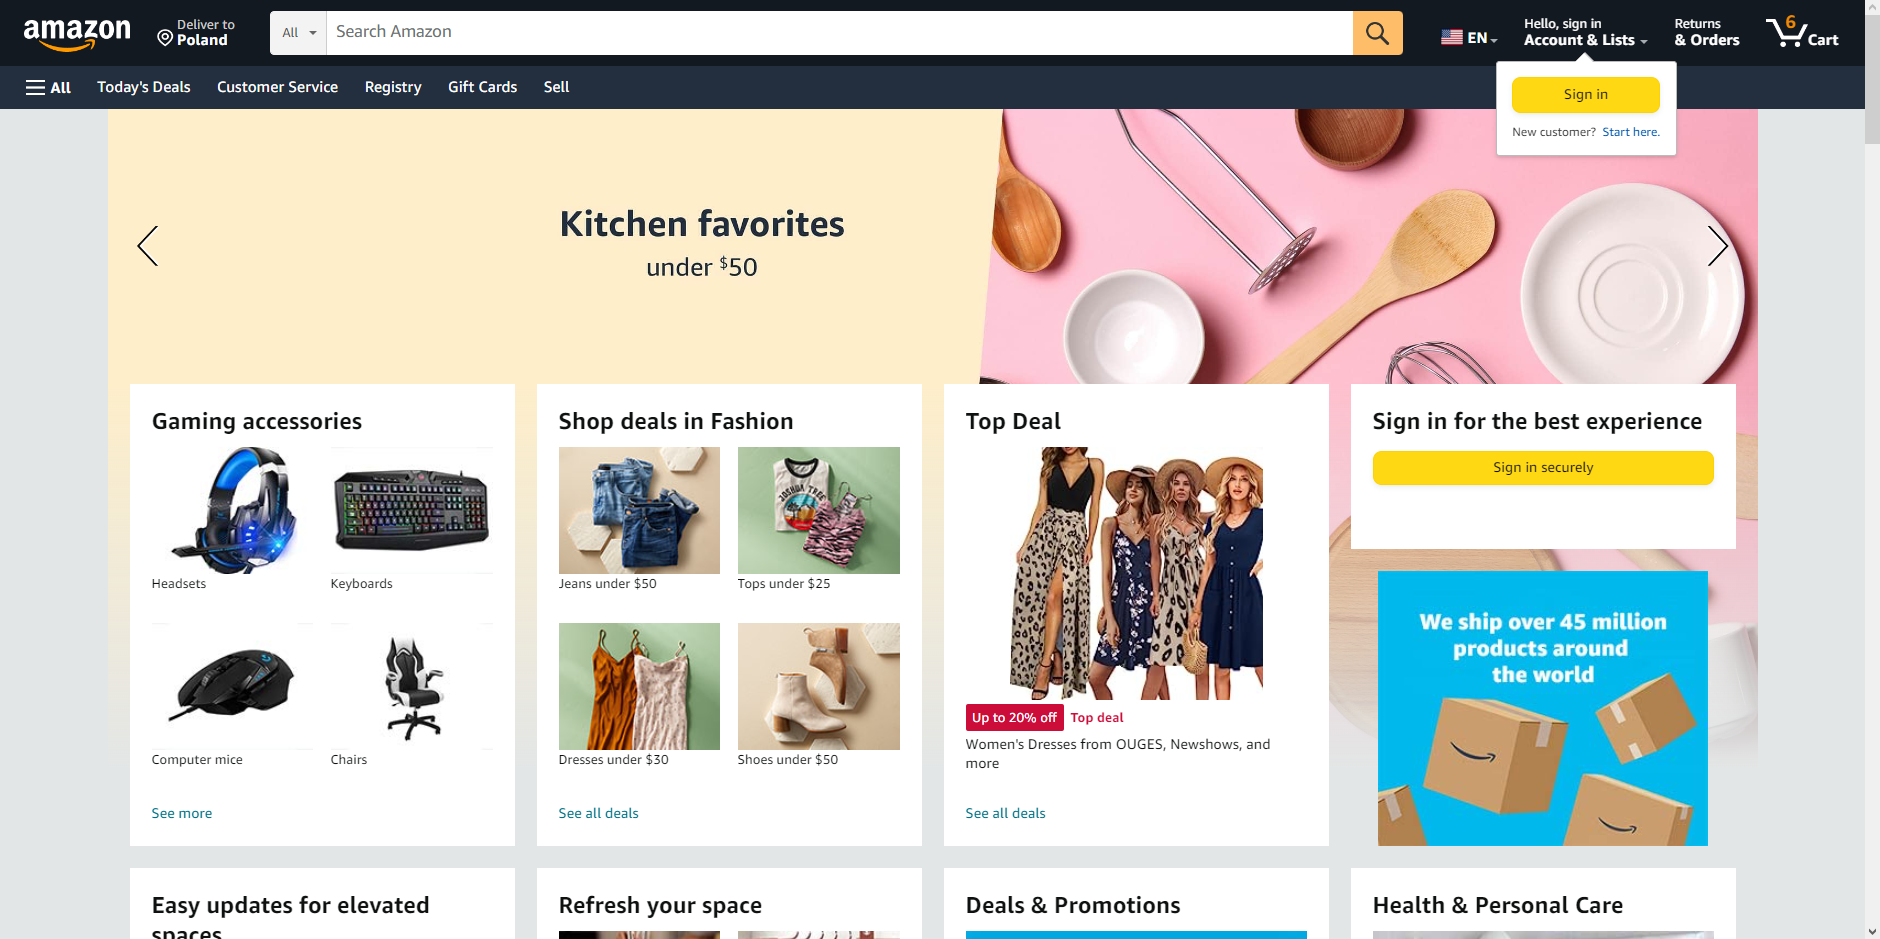 amazon
Deliver to
Poland
All
Search Amazon
EN
Hello, sign in
Account & Lists
Returns
& Orders
6
Cart
All
Today's Deals
Customer Service
Registry
Gift Cards
Sell
Sign in
New customer? Start here.
Kitchen favorites
under $50
Gaming accessories
Headsets
Keyboards
Computer mice
Chairs
See more
Shop deals in Fashion
JOSHUA TREE
Jeans under $50
Tops under $25
Dresses under $30
Shoes under $50
See all deals
Top Deal
Up to 20% off
Top deal
Women's Dresses from OUGES, Newshows, and
more
See all deals
Sign in for the best experience
Sign in securely
We ship over 45 million
products around
the world
Easy updates for elevated
spaces
Refresh your space
Deals & Promotions
Health & Personal Care